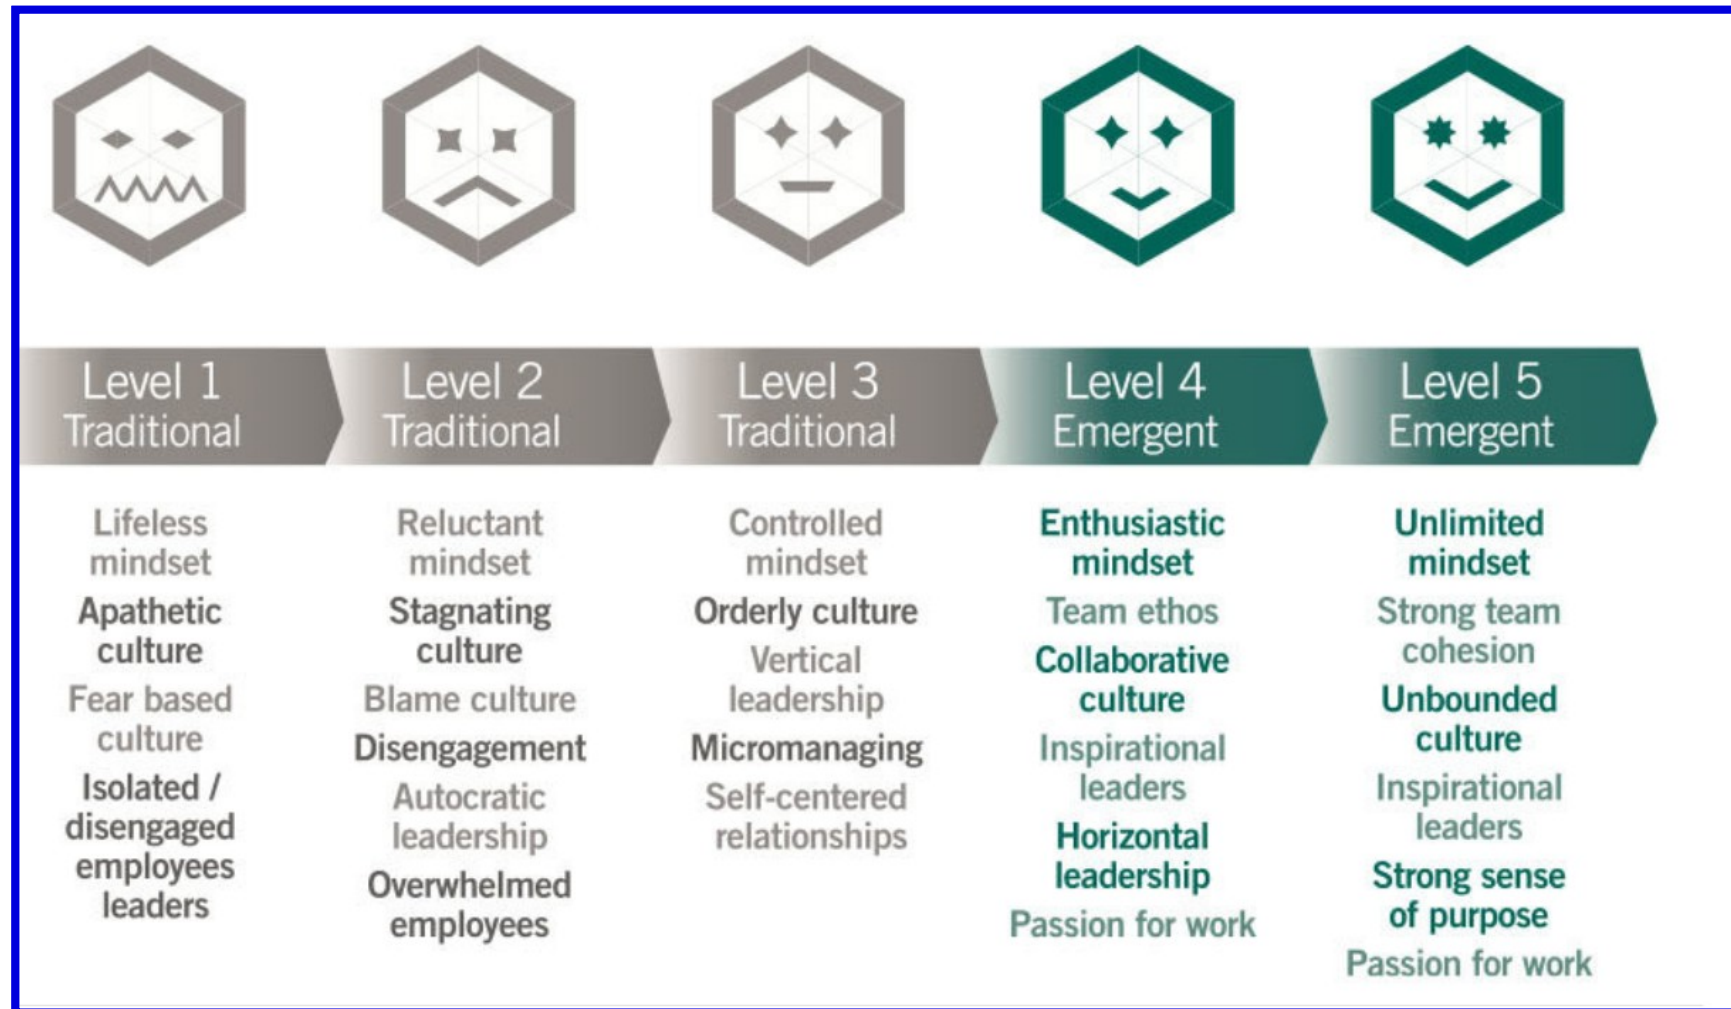 Level 1
Traditional
Level 2
Traditional
Level 3
Traditional
Level 4
Emergent
Level 5
Emergent
Lifeless
mindset
Apathetic
culture
Fear based
culture
Isolated /
disengaged
employees
leaders
Reluctant
mindset
Stagnating
culture
Blame culture
Disengagement
Autocratic
leadership
Overwhelmed
employees
Controlled
mindset
Orderly culture
Vertical
leadership
Micromanaging
Self-centered
relationships
Enthusiastic
mindset
Team ethos
Collaborative
culture
Inspirational
leaders
Horizontal
leadership
Passion for work
Unlimited
mindset
Strong team
cohesion
Unbounded
culture
Inspirational
leaders
Strong sense
of purpose
Passion for work